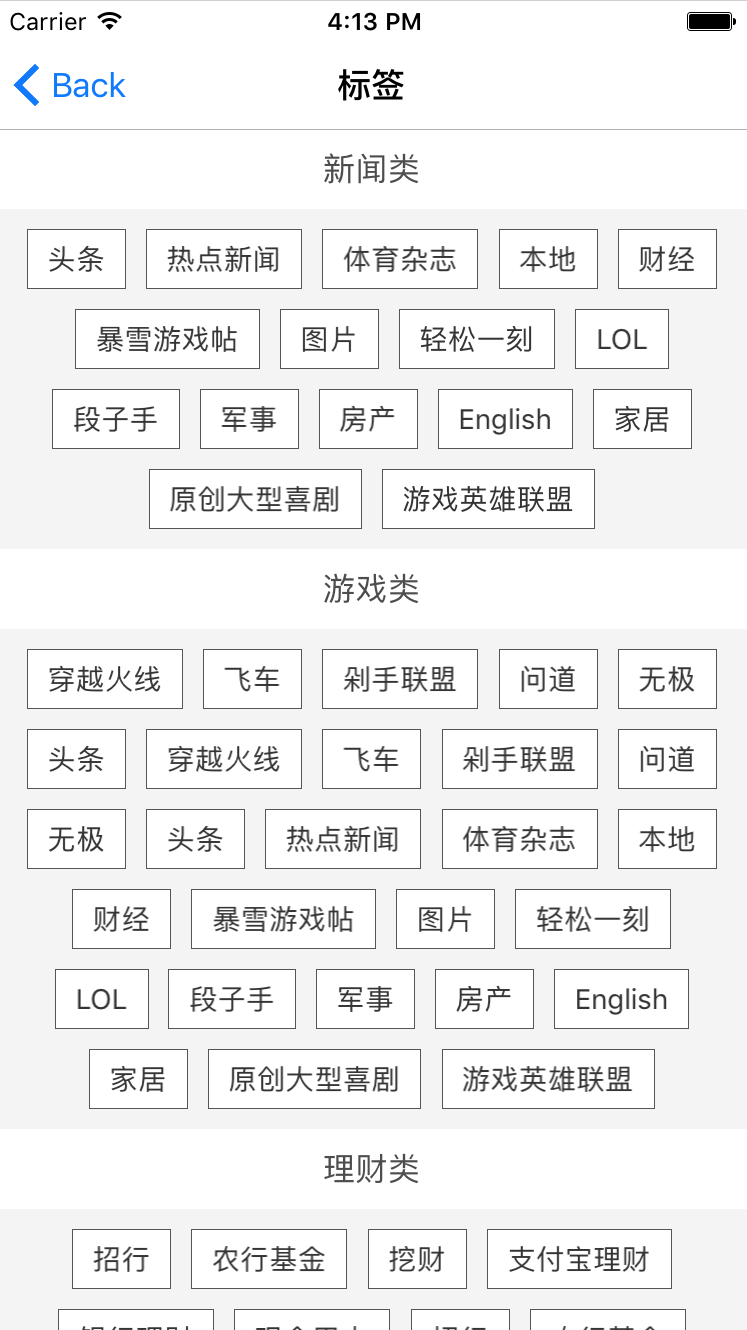 Carrier 4:13 PM
Back 标签
新闻类
头条 热点新闻 体育杂志 本地 财经
暴雪游戏帖 图片 轻松一刻 LOL
段子手 军事 房产 English 家居
原创大型喜剧 游戏英雄联盟
游戏类
穿越火线 飞车 剁手联盟 问道 无极
头条 穿越火线 飞车 剁手联盟 问道
无极 头条 热点新闻 体育杂志 本地
财经 暴雪游戏帖 图片 轻松一刻
LOL 段子手 军事 房产 English
家居 原创大型喜剧 游戏英雄联盟
理财类
招行 农行基金 挖财 支付宝理财